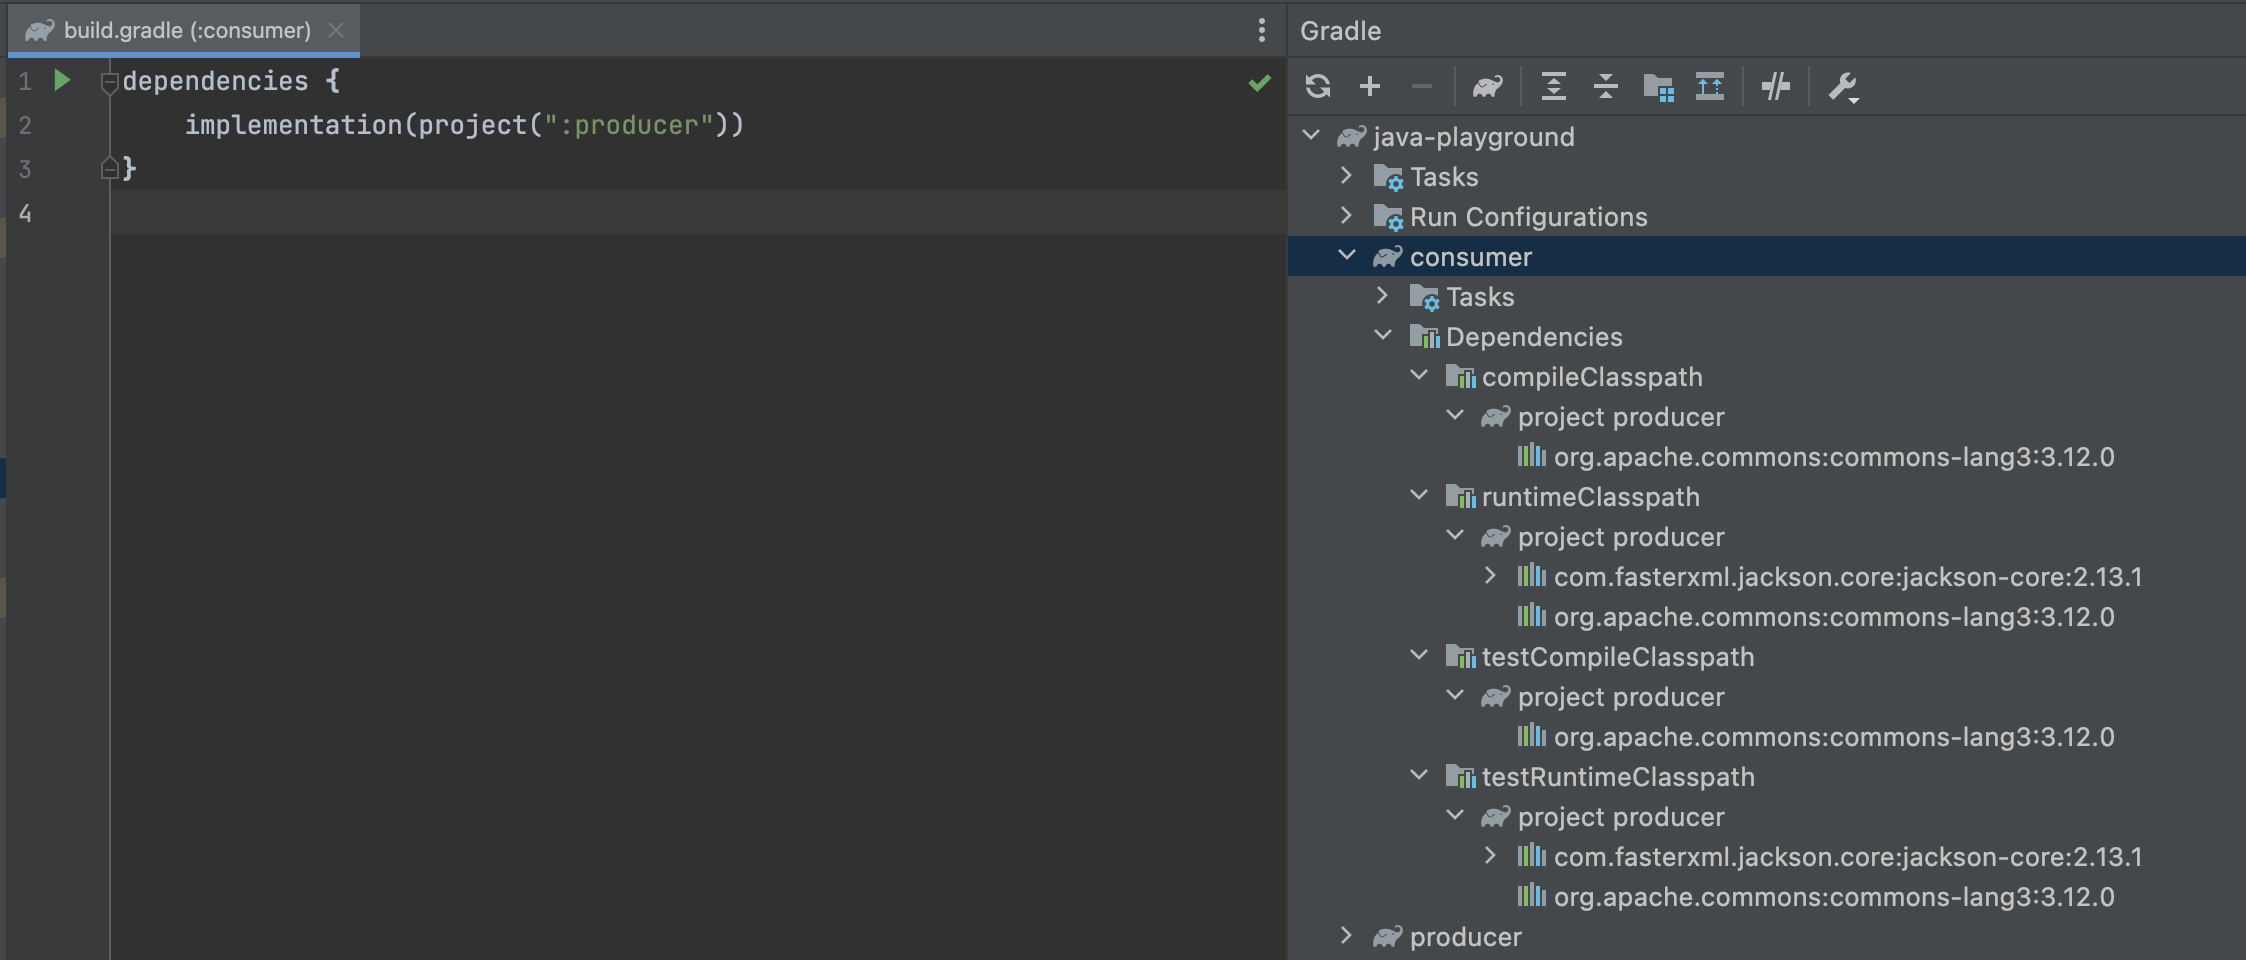 build.gradle (:consumer)
1 dependencies {
2 implementation(project(":producer"))
3 }
4
Gradle
java-playground
Tasks
Run Configurations
consumer
Tasks
Dependencies
compileClasspath
project producer
org.apache.commons:commons-lang3:3.12.0
runtimeClasspath
project producer
com.fasterxml.jackson.core:jackson-core:2.13.1
org.apache.commons:commons-lang3:3.12.0
testCompileClasspath
project producer
org.apache.commons:commons-lang3:3.12.0
testRuntimeClasspath
project producer
com.fasterxml.jackson.core:jackson-core:2.13.1
org.apache.commons:commons-lang3:3.12.0
producer